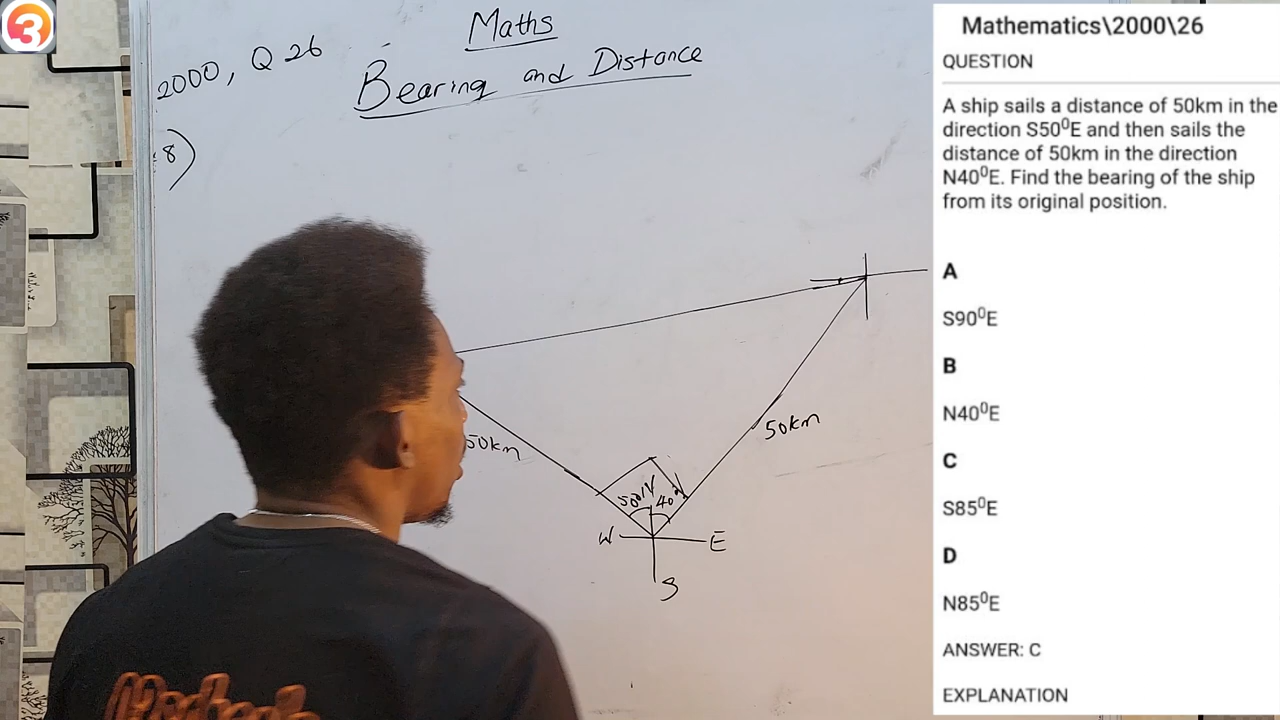 3
Maths
2000, Q 26
Bearing and Distance
8)
50km
50km
50° N 40°
W E
S
Mathematics\2000\26
QUESTION
A ship sails a distance of 50km in the
direction S50⁰E and then sails the
distance of 50km in the direction
N40⁰E. Find the bearing of the ship
from its original position.
A
S90⁰E
B
N40⁰E
C
S85⁰E
D
N85⁰E
ANSWER: C
EXPLANATION